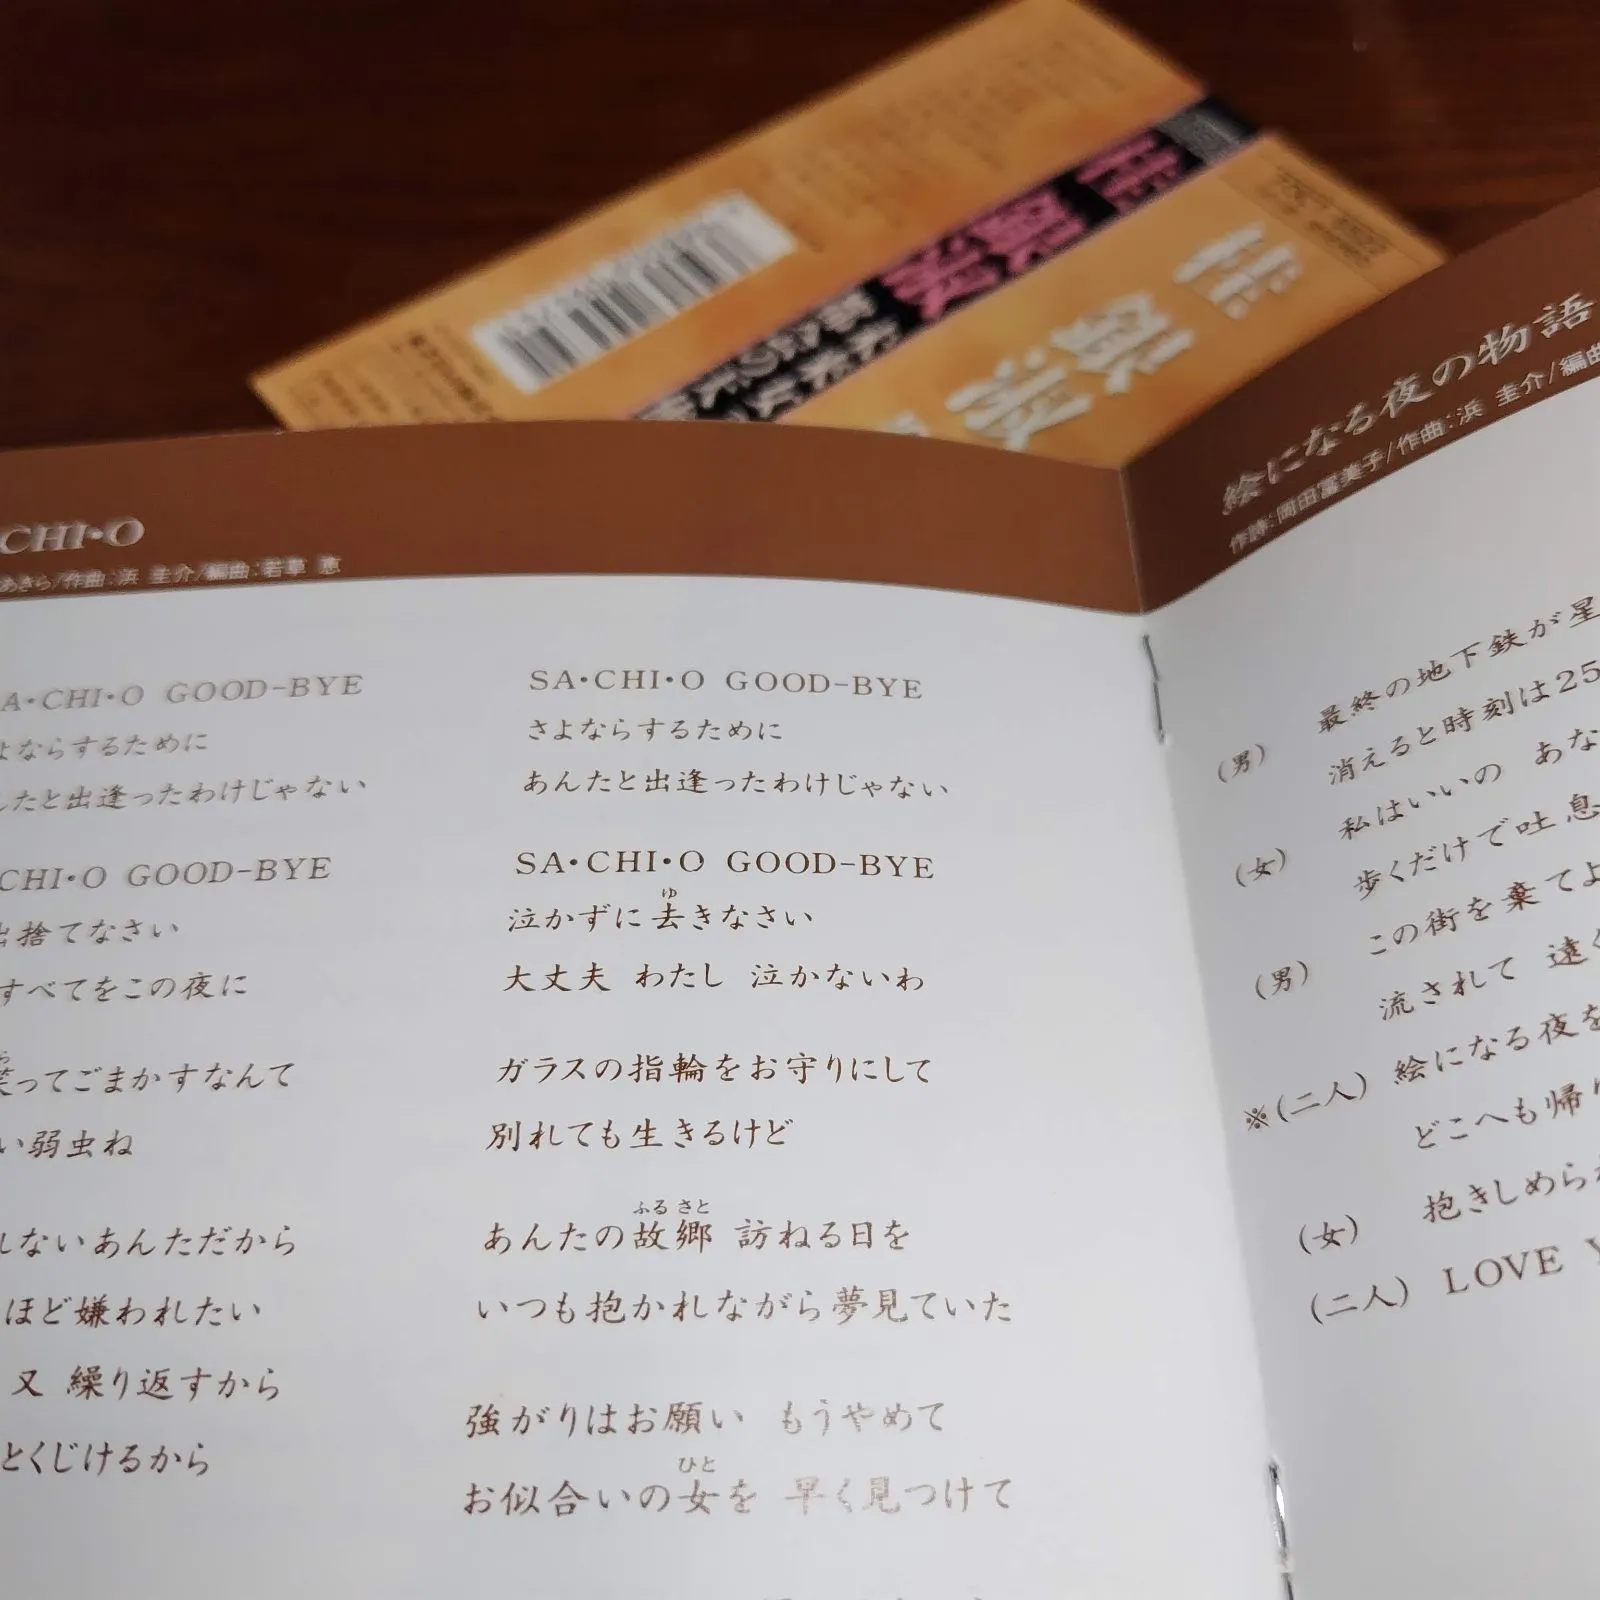 CHI・O
あきら/作曲:浜 圭介/編曲:若草 恵
A・CHI・O GOOD-BYE
よならするために
したと出逢ったわけじゃない
CHI・O GOOD-BYE
捨てなさい
すべてをこの夜に
笑ってごまかすなんて
い弱虫ね
しないあんただから
ほど嫌われたい
又 繰り返すから
とくじけるから
SA・CHI・O GOOD-BYE
さよならするために
あんたと出逢ったわけじゃない
SA・CHI・O GOOD-BYE
ゆ
泣かずに去きなさい
大丈夫 わたし 泣かないわ
ガラスの指輪をお守りにして
別れても生きるけど
ふる さと
あんたの故郷 訪ねる日を
いつも抱かれながら夢見ていた
強がりはお願い もうやめて
ひと
お似合いの女を 早く見つけて
絵になる夜の物語
作詩:岡田冨美子/作曲:浜 圭介/編曲
最終の地下鉄が星
(男) 消えると時刻は25
私はいいの あな
(女) 歩くだけで吐息
この街を棄てよ
(男) 流されて 遠く
※(二人) 絵になる夜を
どこへも帰り
(女) 抱きしめられ
(二人) LOVE Y